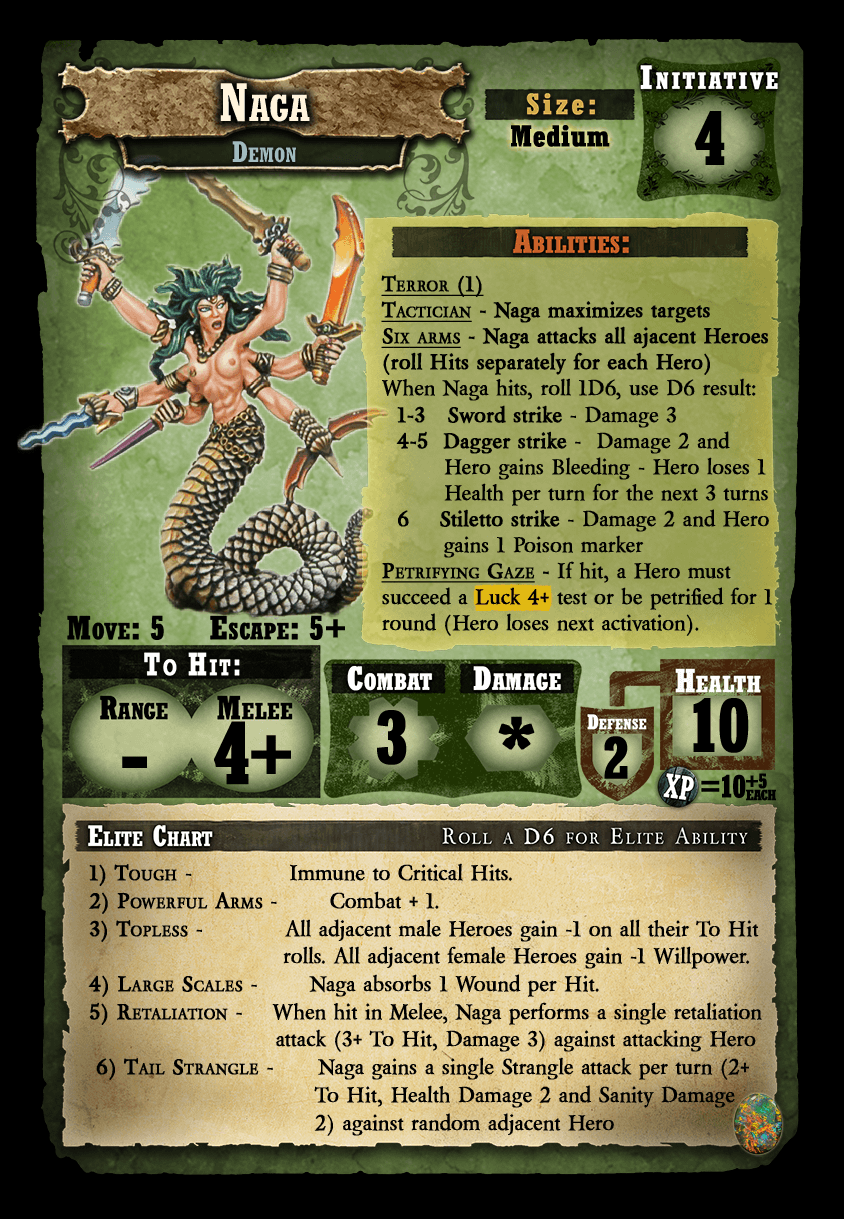 Naga
Demon
Size:
Medium
Initiative
4
Abilities:
Terror (1)
Tactician - Naga maximizes targets
Six arms - Naga attacks all ajacent Heroes
(roll Hits separately for each Hero)
When Naga hits, roll 1D6, use D6 result:
1-3 Sword strike - Damage 3
4-5 Dagger strike - Damage 2 and
Hero gains Bleeding - Hero loses 1
Health per turn for the next 3 turns
6 Stiletto strike - Damage 2 and Hero
gains 1 Poison marker
Petrifying Gaze - If hit, a Hero must
succeed a Luck 4+ test or be petrified for 1
round (Hero loses next activation).
Move: 5 Escape: 5+
To Hit:
Range
-
Melee
4+
Combat
3
Damage
*
Defense
2
Health
10
XP =10 +5 each
Elite Chart Roll a D6 for Elite Ability
1) Tough - Immune to Critical Hits.
2) Powerful Arms - Combat + 1.
3) Topless - All adjacent male Heroes gain -1 on all their To Hit
rolls. All adjacent female Heroes gain -1 Willpower.
4) Large Scales - Naga absorbs 1 Wound per Hit.
5) Retaliation - When hit in Melee, Naga performs a single retaliation
attack (3+ To Hit, Damage 3) against attacking Hero
6) Tail Strangle - Naga gains a single Strangle attack per turn (2+
To Hit, Health Damage 2 and Sanity Damage
2) against random adjacent Hero